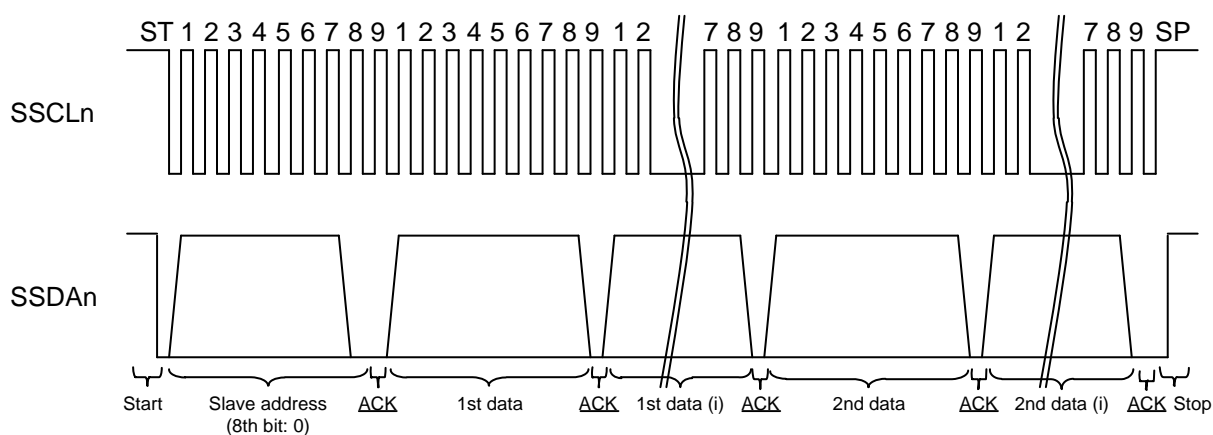 ST 1 2 3 4 5 6 7 8 9 1 2 3 4 5 6 7 8 9 1 2 7 8 9 1 2 3 4 5 6 7 8 9 1 2 7 8 9 SP
SSCLn
SSDAn
Start Slave address ACK 1st data ACK 1st data (i) ACK 2nd data ACK 2nd data (i) ACK Stop
(8th bit: 0)